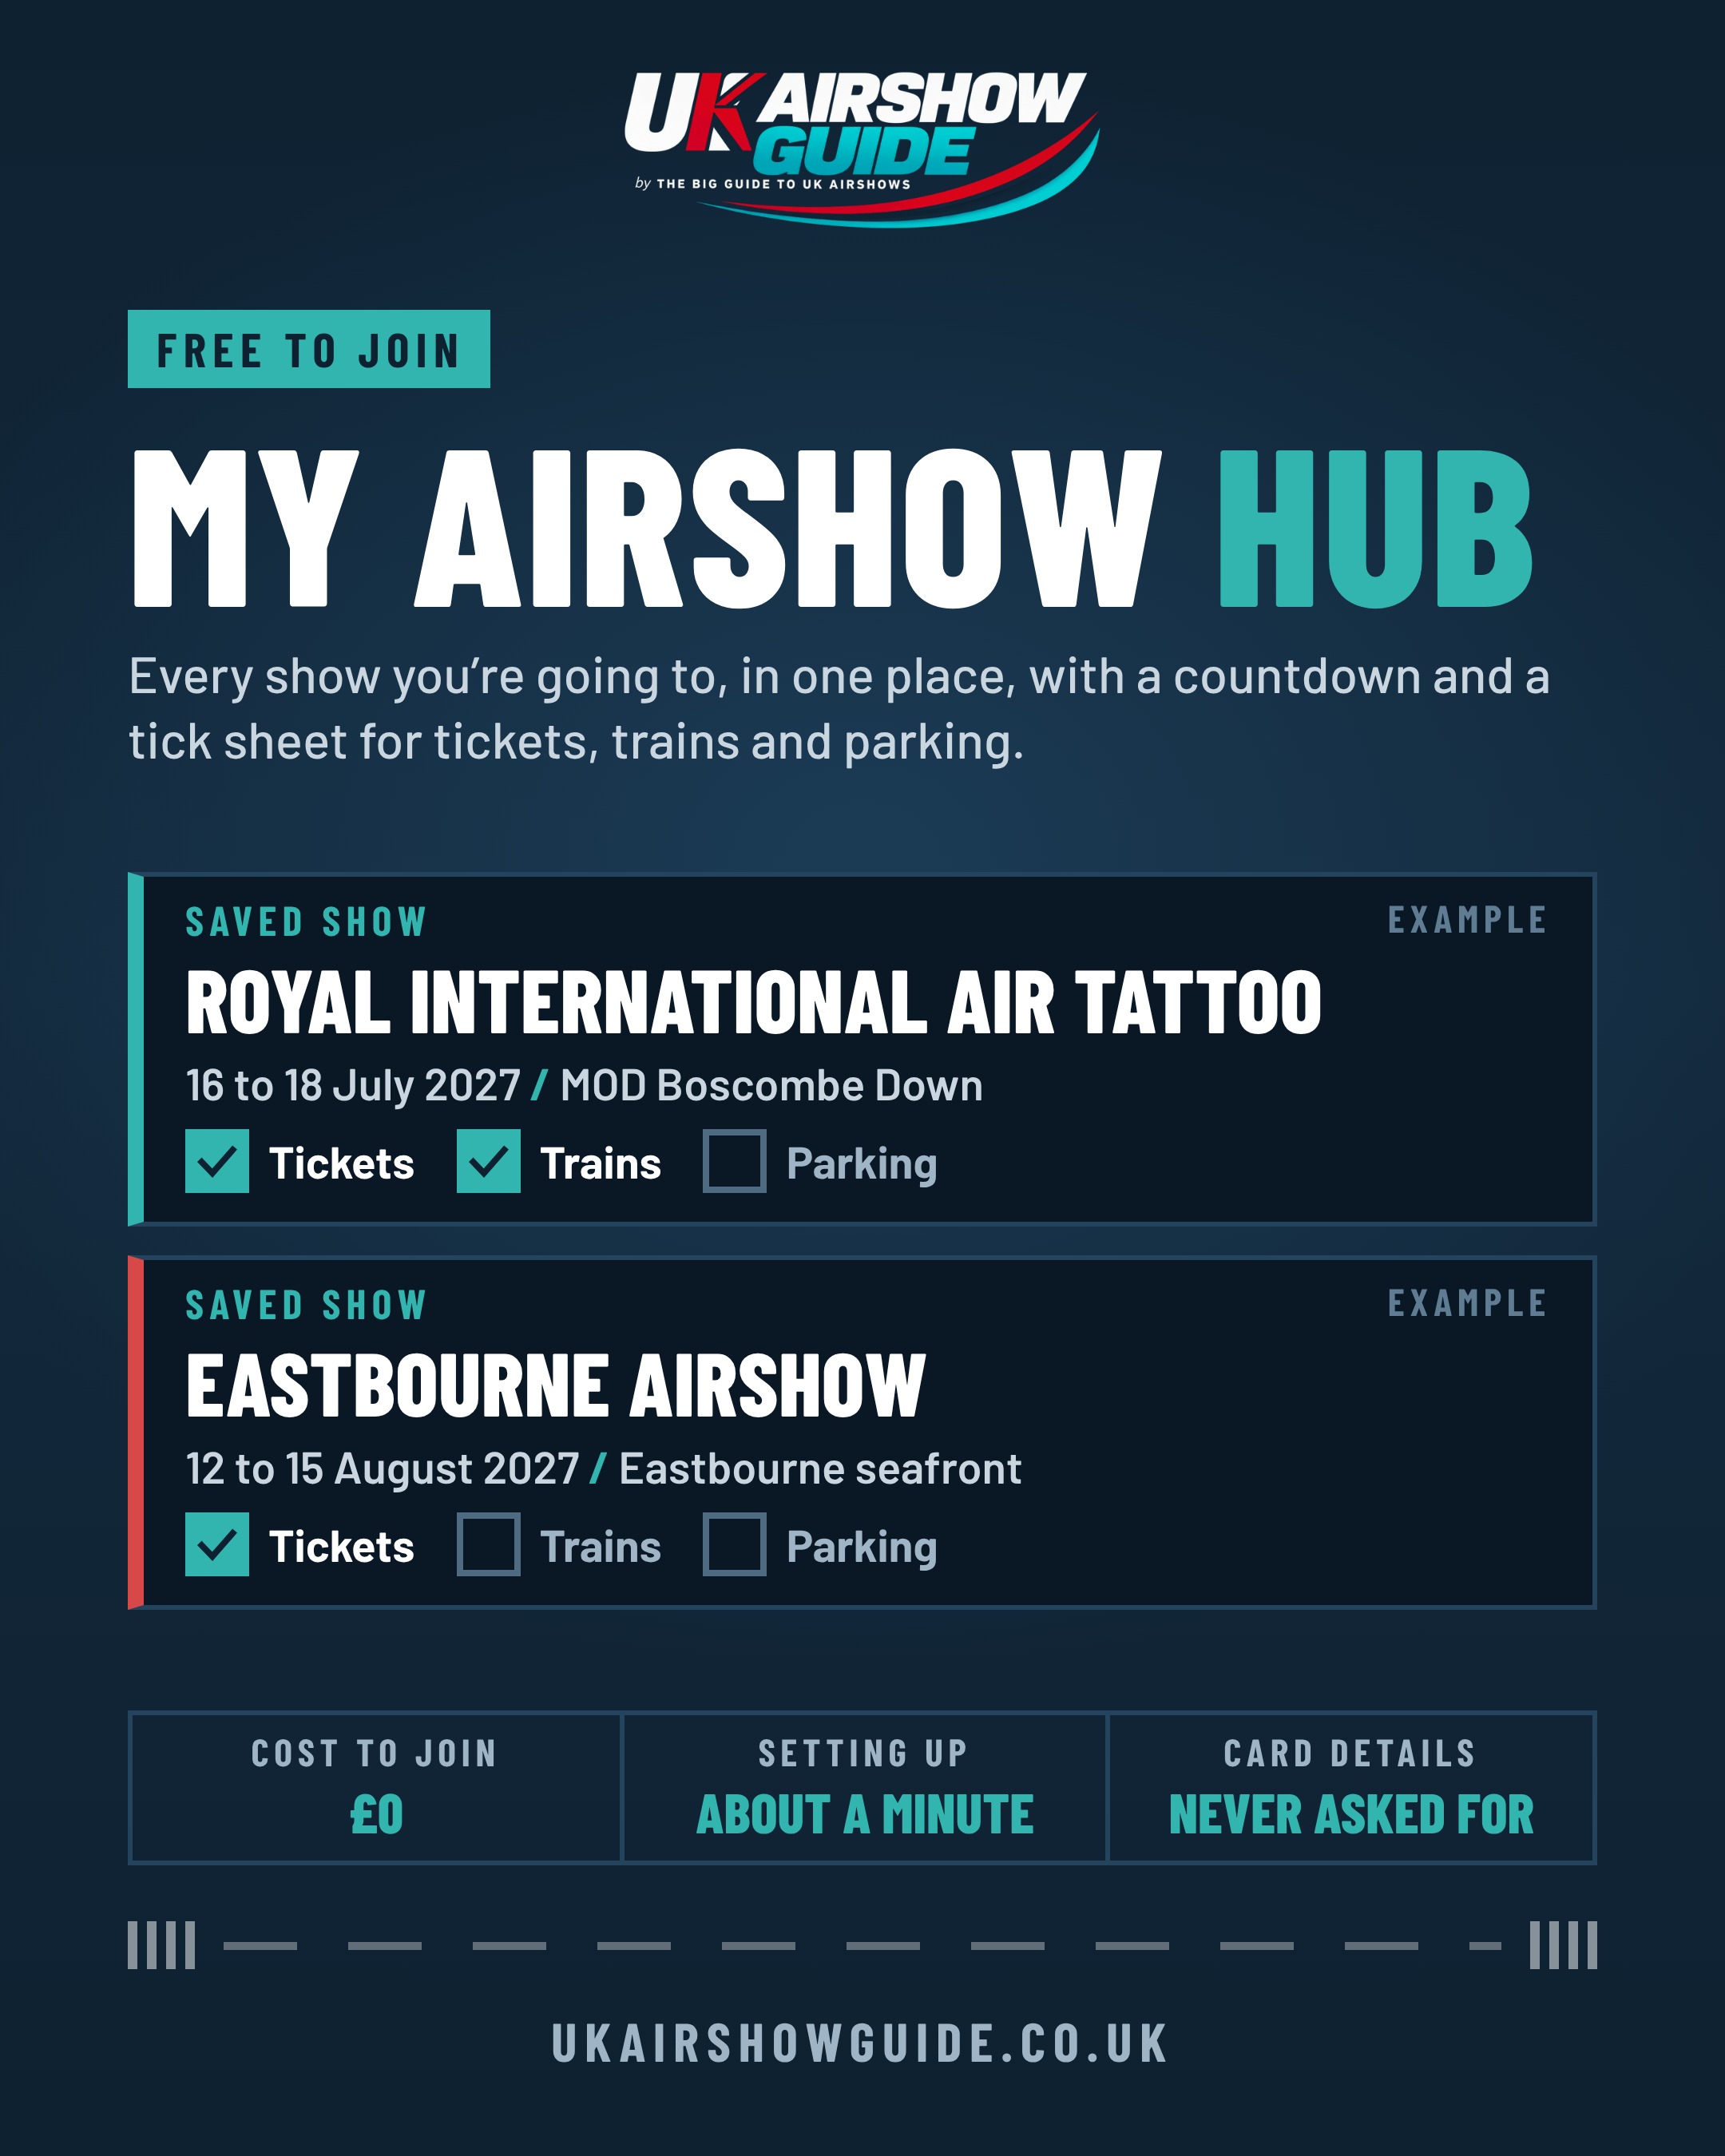 UK AIRSHOW
GUIDE
by THE BIG GUIDE TO UK AIRSHOWS
FREE TO JOIN
MY AIRSHOW HUB
Every show you’re going to, in one place, with a countdown and a
tick sheet for tickets, trains and parking.
SAVED SHOW EXAMPLE
ROYAL INTERNATIONAL AIR TATTOO
16 to 18 July 2027 / MOD Boscombe Down
Tickets Trains Parking
SAVED SHOW EXAMPLE
EASTBOURNE AIRSHOW
12 to 15 August 2027 / Eastbourne seafront
Tickets Trains Parking
COST TO JOIN
£0
SETTING UP
ABOUT A MINUTE
CARD DETAILS
NEVER ASKED FOR
UKAIRSHOWGUIDE.CO.UK